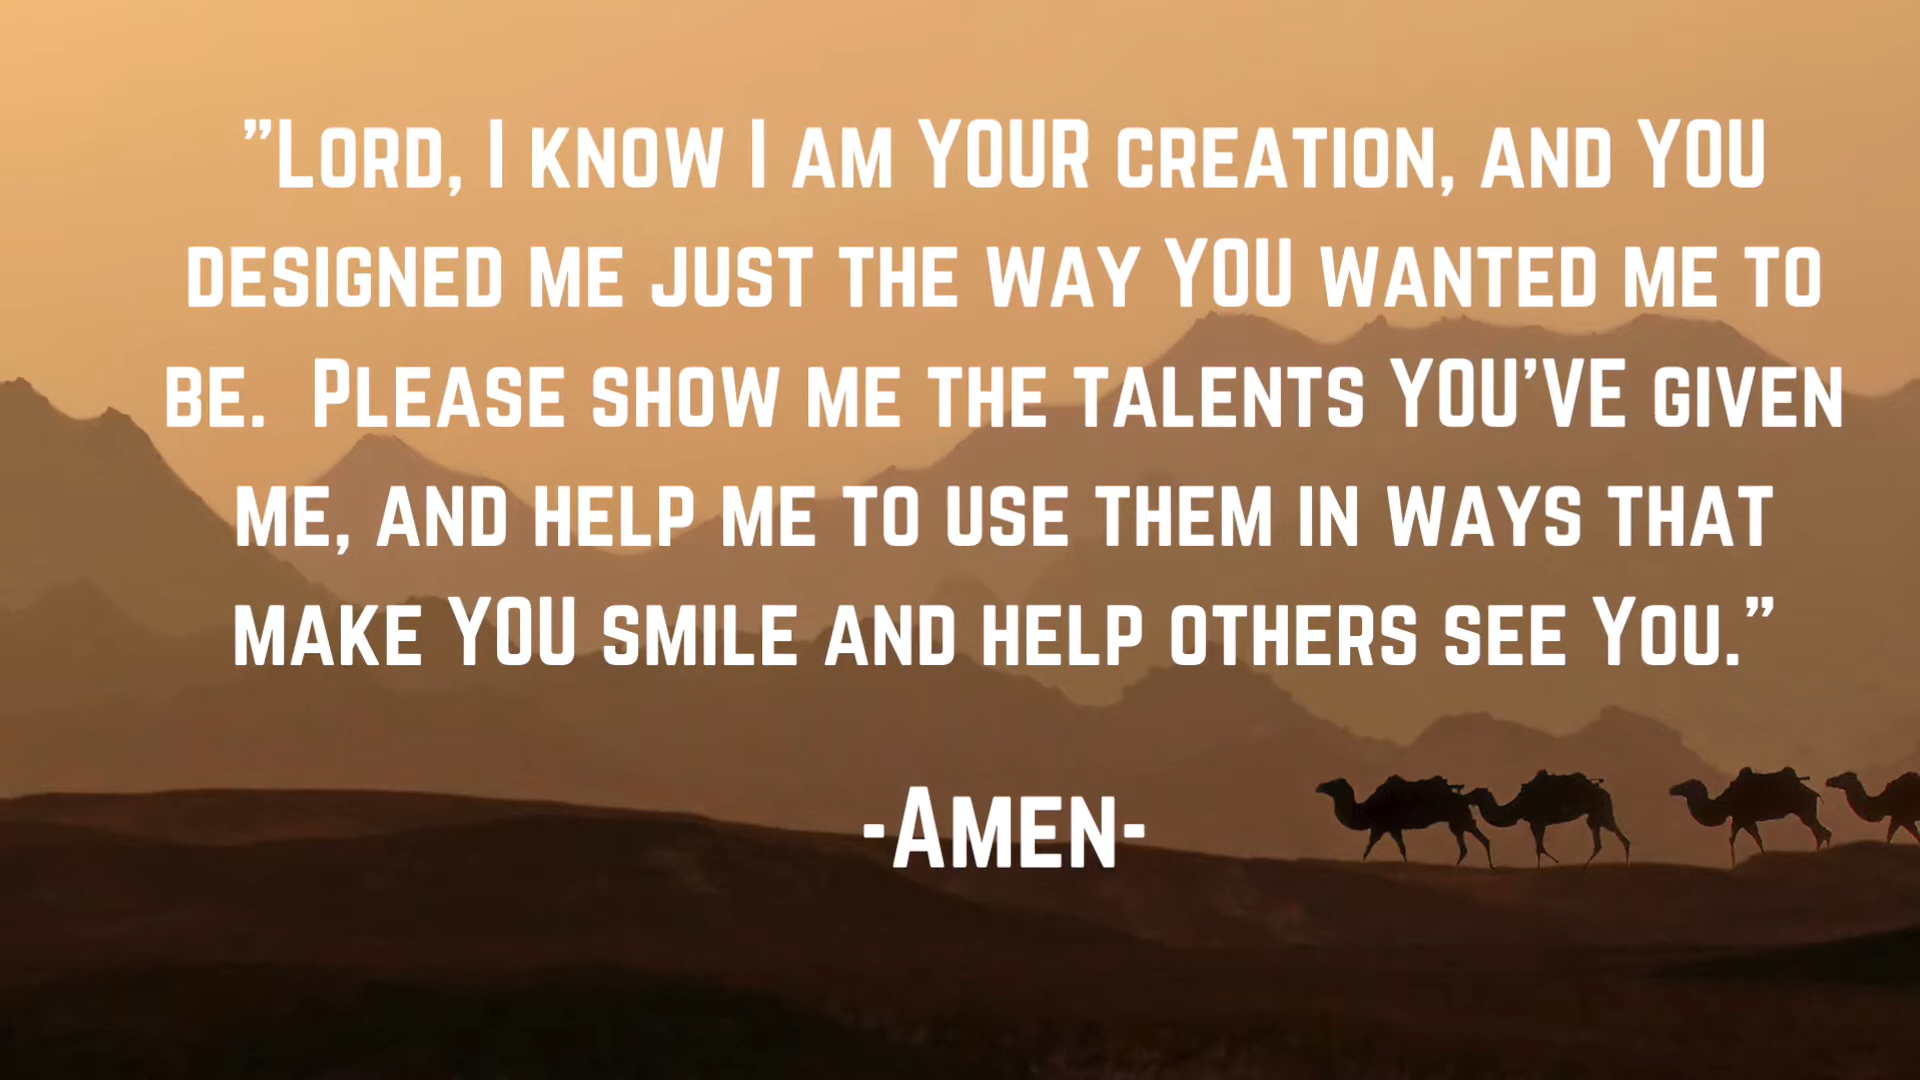 "Lord, I know I am YOUR creation, and YOU
designed me just the way YOU wanted me to
be.  Please show me the talents YOU'VE given
me, and help me to use them in ways that
make YOU smile and help others see You."
-Amen-